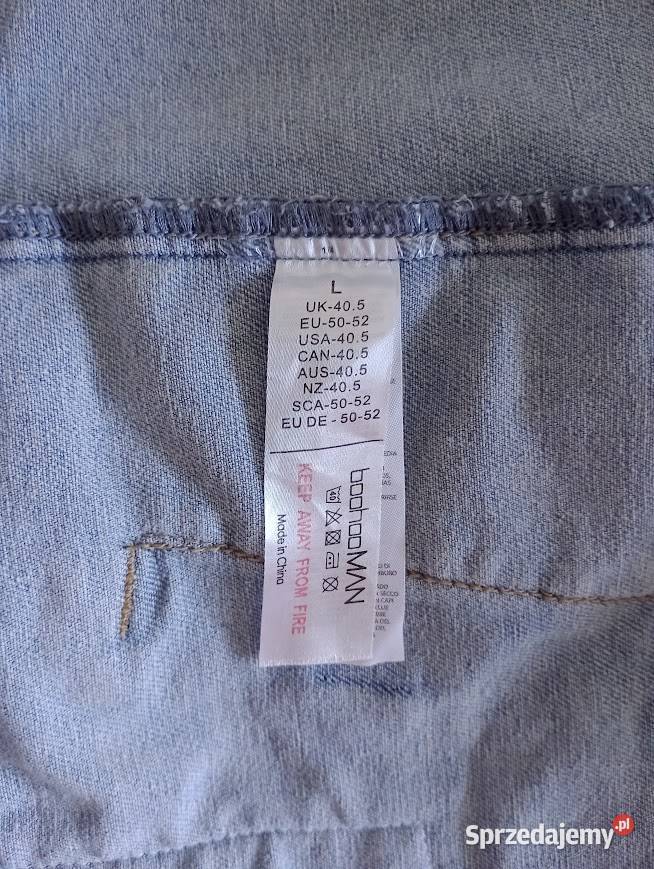 L
UK-40.5
EU-50-52
USA-40.5
CAN-40.5
AUS-40.5
NZ-40.5
SCA-50-52
EU DE - 50-52
boohooMAN
40
KEEP AWAY FROM FIRE
Made in China
Sprzedajemy.pl